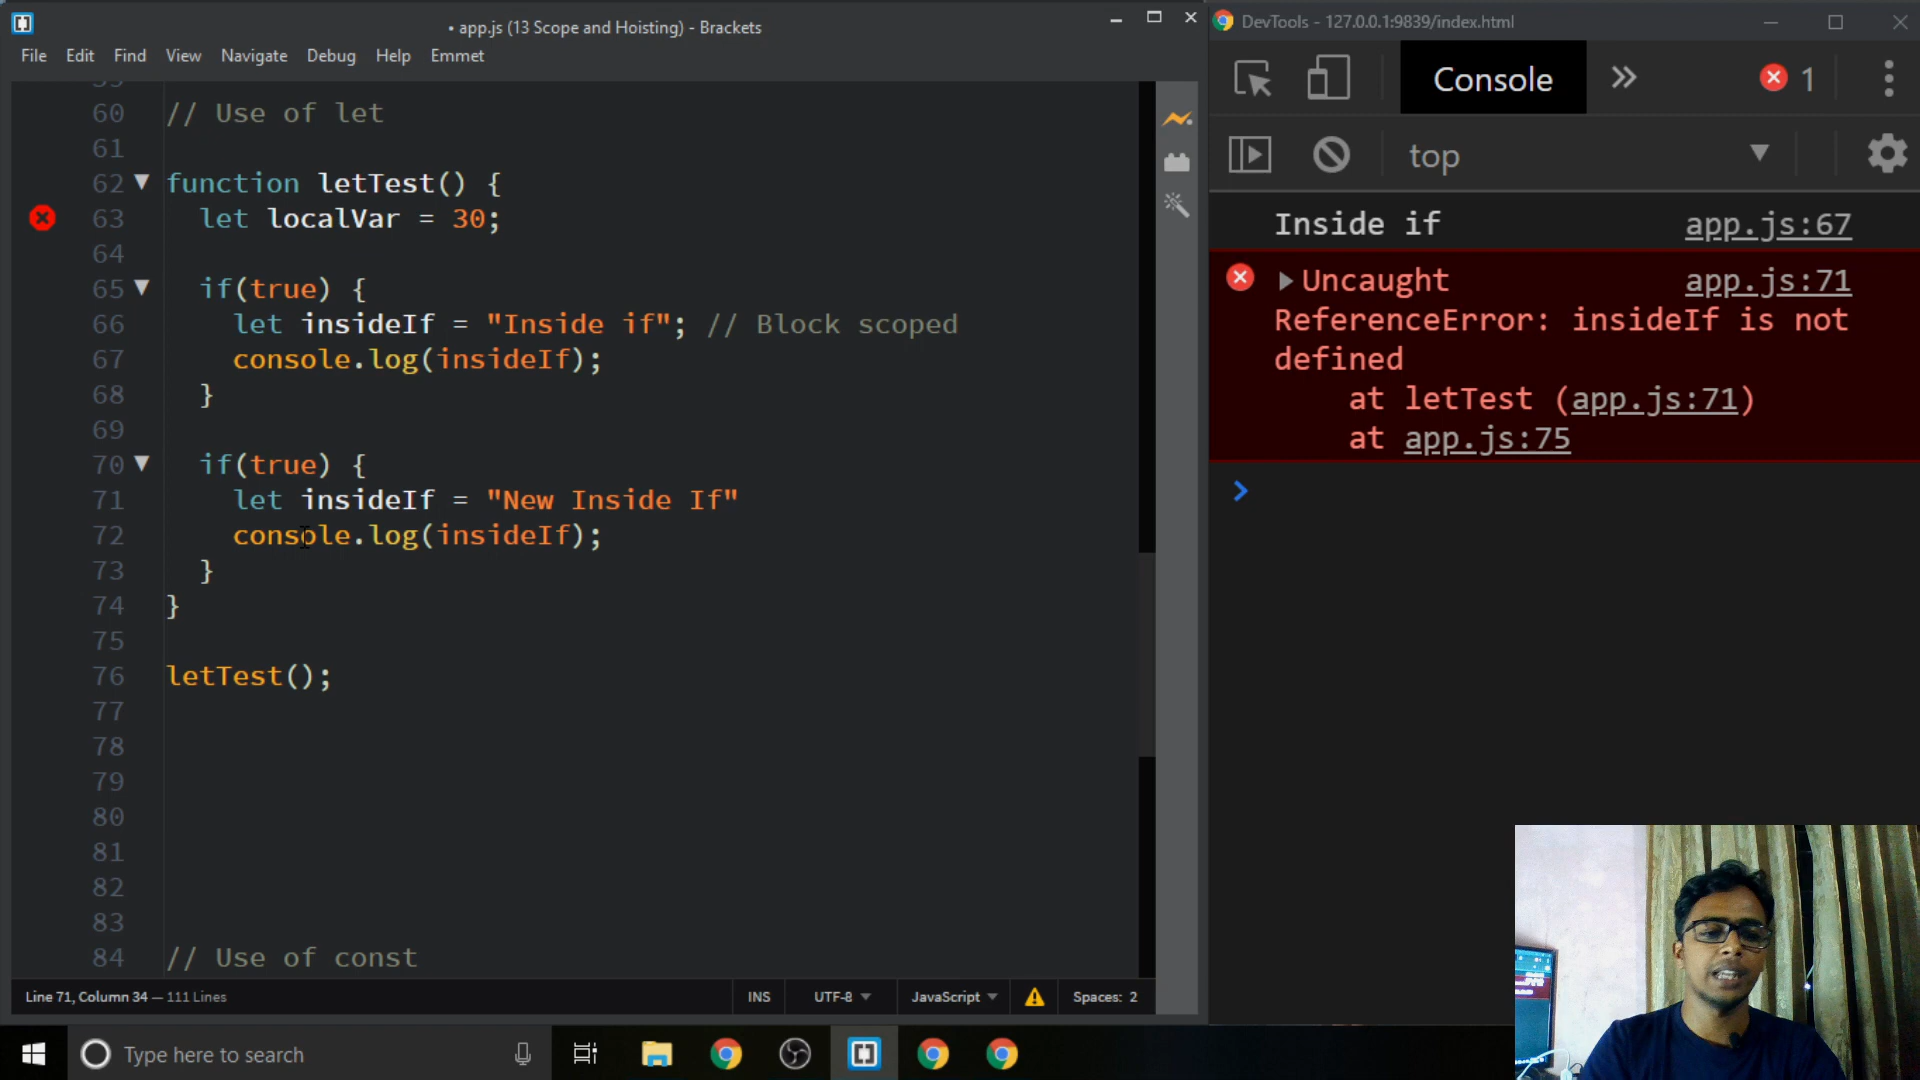 • app.js (13 Scope and Hoisting) - Brackets
File Edit Find View Navigate Debug Help Emmet
60 // Use of let
61
62 function letTest() {
63 let localVar = 30;
64
65 if(true) {
66 let insideIf = "Inside if"; // Block scoped
67 console.log(insideIf);
68 }
69
70 if(true) {
71 let insideIf = "New Inside If"
72 console.log(insideIf);
73 }
74 }
75
76 letTest();
77
78
79
80
81
82
83
84 // Use of const
Line 71, Column 34 — 111 Lines
INS UTF-8 JavaScript Spaces: 2
DevTools - 127.0.0.1:9839/index.html
Console » 1
top
Inside if app.js:67
Uncaught app.js:71
ReferenceError: insideIf is not
defined
at letTest (app.js:71)
at app.js:75
Type here to search